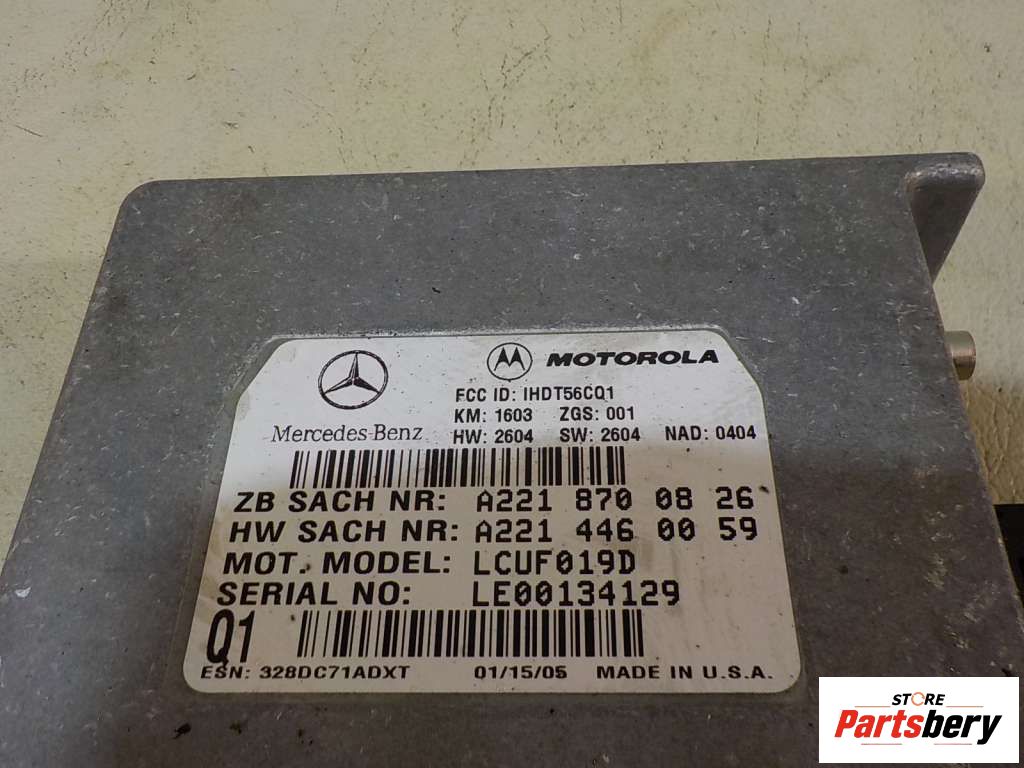 MOTOROLA
FCC ID: IHDT56CQ1
KM: 1603 ZGS: 001
Mercedes-Benz HW: 2604 SW: 2604 NAD: 0404
ZB SACH NR: A221 870 08 26
HW SACH NR: A221 446 00 59
MOT. MODEL: LCUF019D
SERIAL NO: LE00134129
Q1
ESN: 328DC71ADXT 01/15/05 MADE IN U.S.A.
STORE
Partsbery